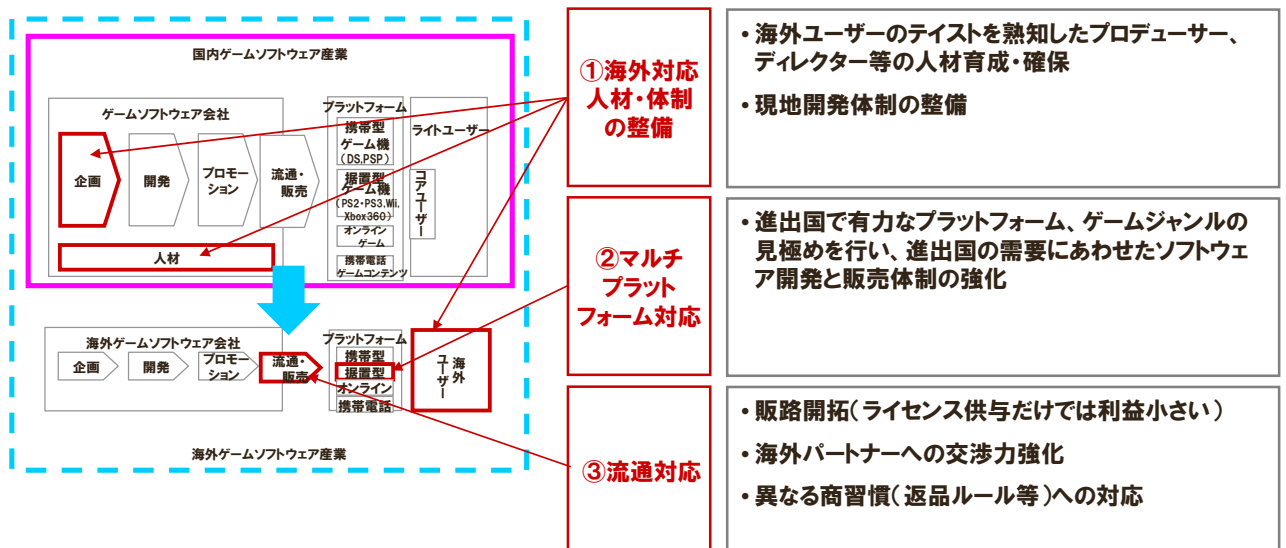 国内ゲームソフトウェア産業
ゲームソフトウェア会社
企画
開発
プロモー
ション
流通・
販売
人材
プラットフォーム
携帯型
ゲーム機
(DS,PSP)
据置型
ゲーム機
(PS2・PS3,Wii,
Xbox360)
オンライン
ゲーム
携帯電話
ゲームコンテンツ
ライトユーザー
コアユーザー
海外ゲームソフトウェア会社
企画
開発
プロモー
ション
流通・
販売
プラットフォーム
携帯型
据置型
オンライン
携帯電話
海外
ユーザー
海外ゲームソフトウェア産業
①海外対応
人材・体制
の整備
・海外ユーザーのテイストを熟知したプロデューサー、
ディレクター等の人材育成・確保
・現地開発体制の整備
②マルチ
プラット
フォーム対応
・進出国で有力なプラットフォーム、ゲームジャンルの
見極めを行い、進出国の需要にあわせたソフトウェ
ア開発と販売体制の強化
③流通対応
・販路開拓(ライセンス供与だけでは利益小さい)
・海外パートナーへの交渉力強化
・異なる商習慣(返品ルール等)への対応